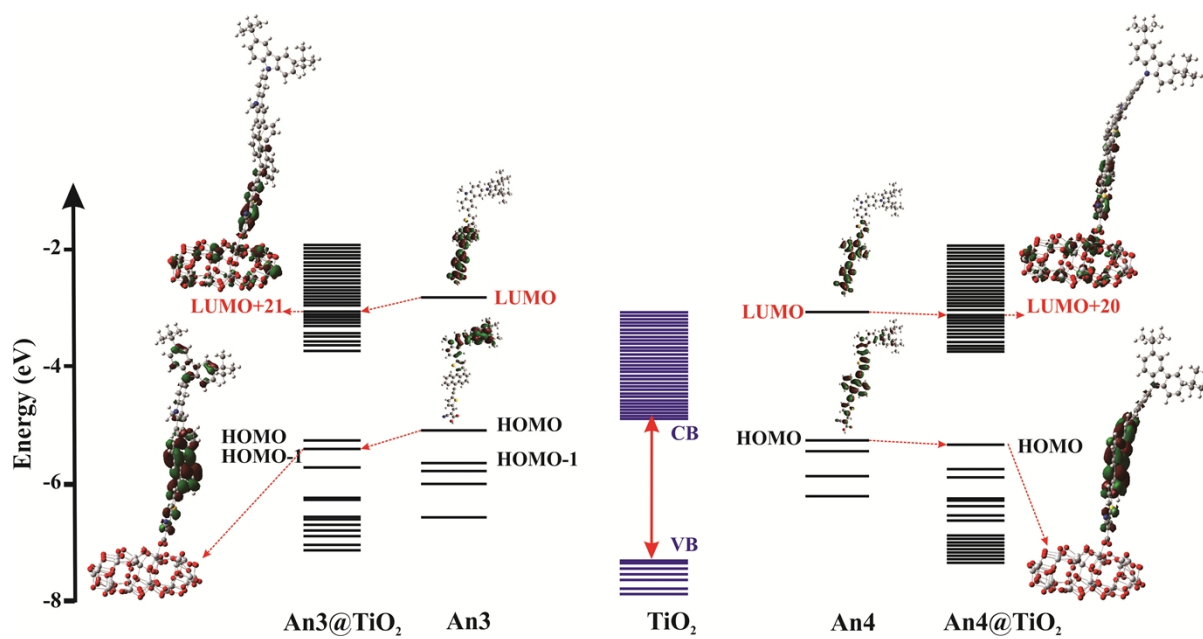 Energy (eV)
-2
-4
-6
-8
LUMO+21
LUMO
HOMO
HOMO-1
HOMO
HOMO-1
CB
VB
LUMO
HOMO
LUMO+20
HOMO
An3@TiO₂
An3
TiO₂
An4
An4@TiO₂